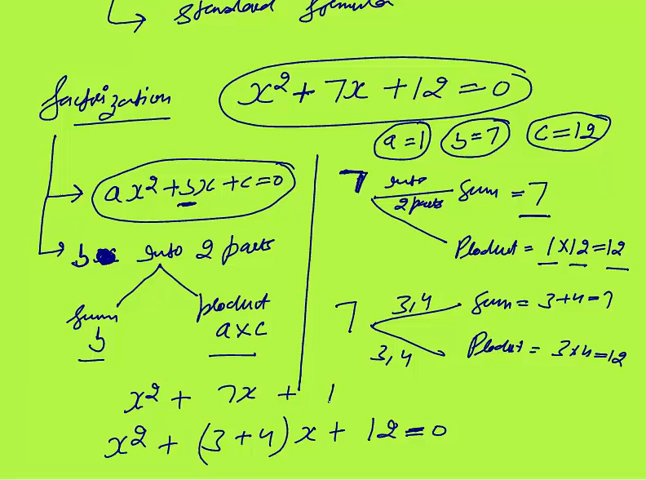 ↳ standard formula
factorization
x² + 7x + 12 = 0
a=1 b=7 c=12
ax² + bx + c = 0
b into 2 parts
sum product
b a×c
7 into 2 parts Sum = 7
Product = 1×12=12
7 3,4 Sum = 3+4=7
3,4 Product = 3×4=12
x² + 7x + 1
x² + (3+4)x + 12=0